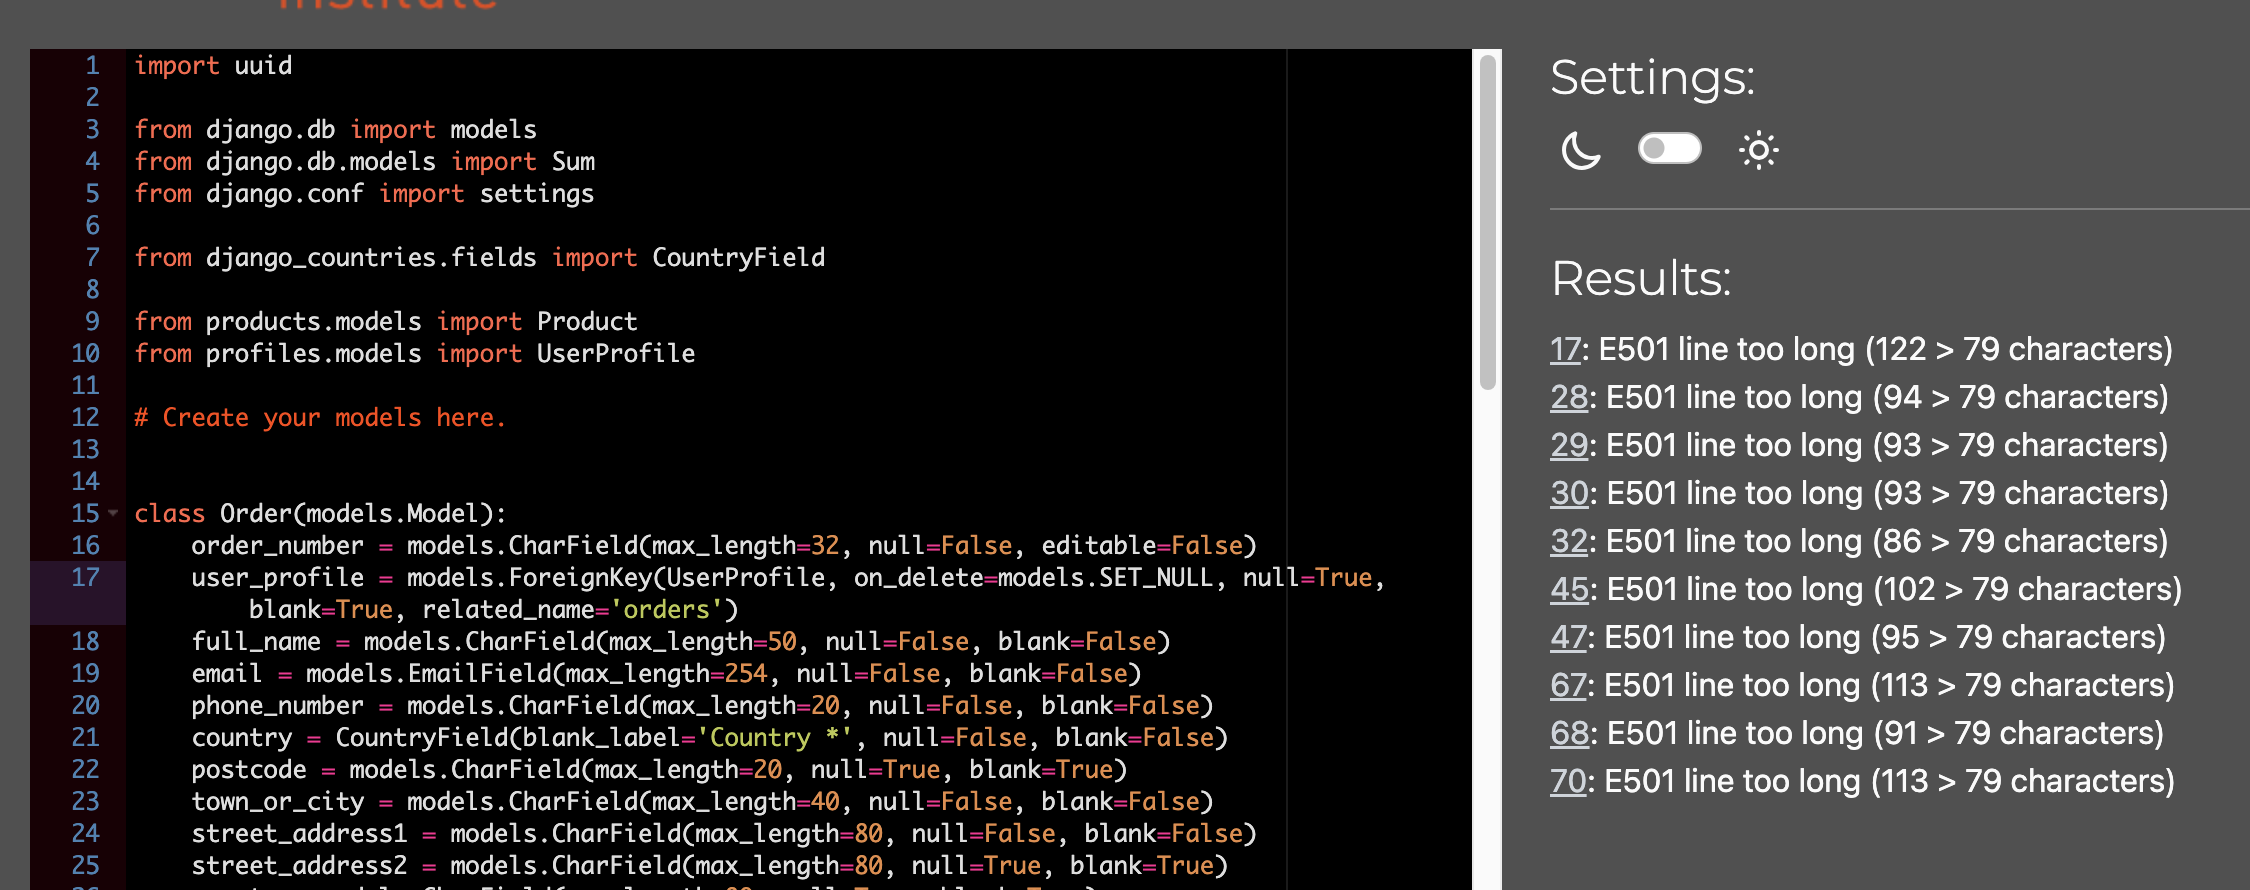 Institute
1 import uuid
2
3 from django.db import models
4 from django.db.models import Sum
5 from django.conf import settings
6
7 from django_countries.fields import CountryField
8
9 from products.models import Product
10 from profiles.models import UserProfile
11
12 # Create your models here.
13
14
15 class Order(models.Model):
16 order_number = models.CharField(max_length=32, null=False, editable=False)
17 user_profile = models.ForeignKey(UserProfile, on_delete=models.SET_NULL, null=True,
blank=True, related_name='orders')
18 full_name = models.CharField(max_length=50, null=False, blank=False)
19 email = models.EmailField(max_length=254, null=False, blank=False)
20 phone_number = models.CharField(max_length=20, null=False, blank=False)
21 country = CountryField(blank_label='Country *', null=False, blank=False)
22 postcode = models.CharField(max_length=20, null=True, blank=True)
23 town_or_city = models.CharField(max_length=40, null=False, blank=False)
24 street_address1 = models.CharField(max_length=80, null=False, blank=False)
25 street_address2 = models.CharField(max_length=80, null=True, blank=True)
Settings:
Results:
17: E501 line too long (122 > 79 characters)
28: E501 line too long (94 > 79 characters)
29: E501 line too long (93 > 79 characters)
30: E501 line too long (93 > 79 characters)
32: E501 line too long (86 > 79 characters)
45: E501 line too long (102 > 79 characters)
47: E501 line too long (95 > 79 characters)
67: E501 line too long (113 > 79 characters)
68: E501 line too long (91 > 79 characters)
70: E501 line too long (113 > 79 characters)